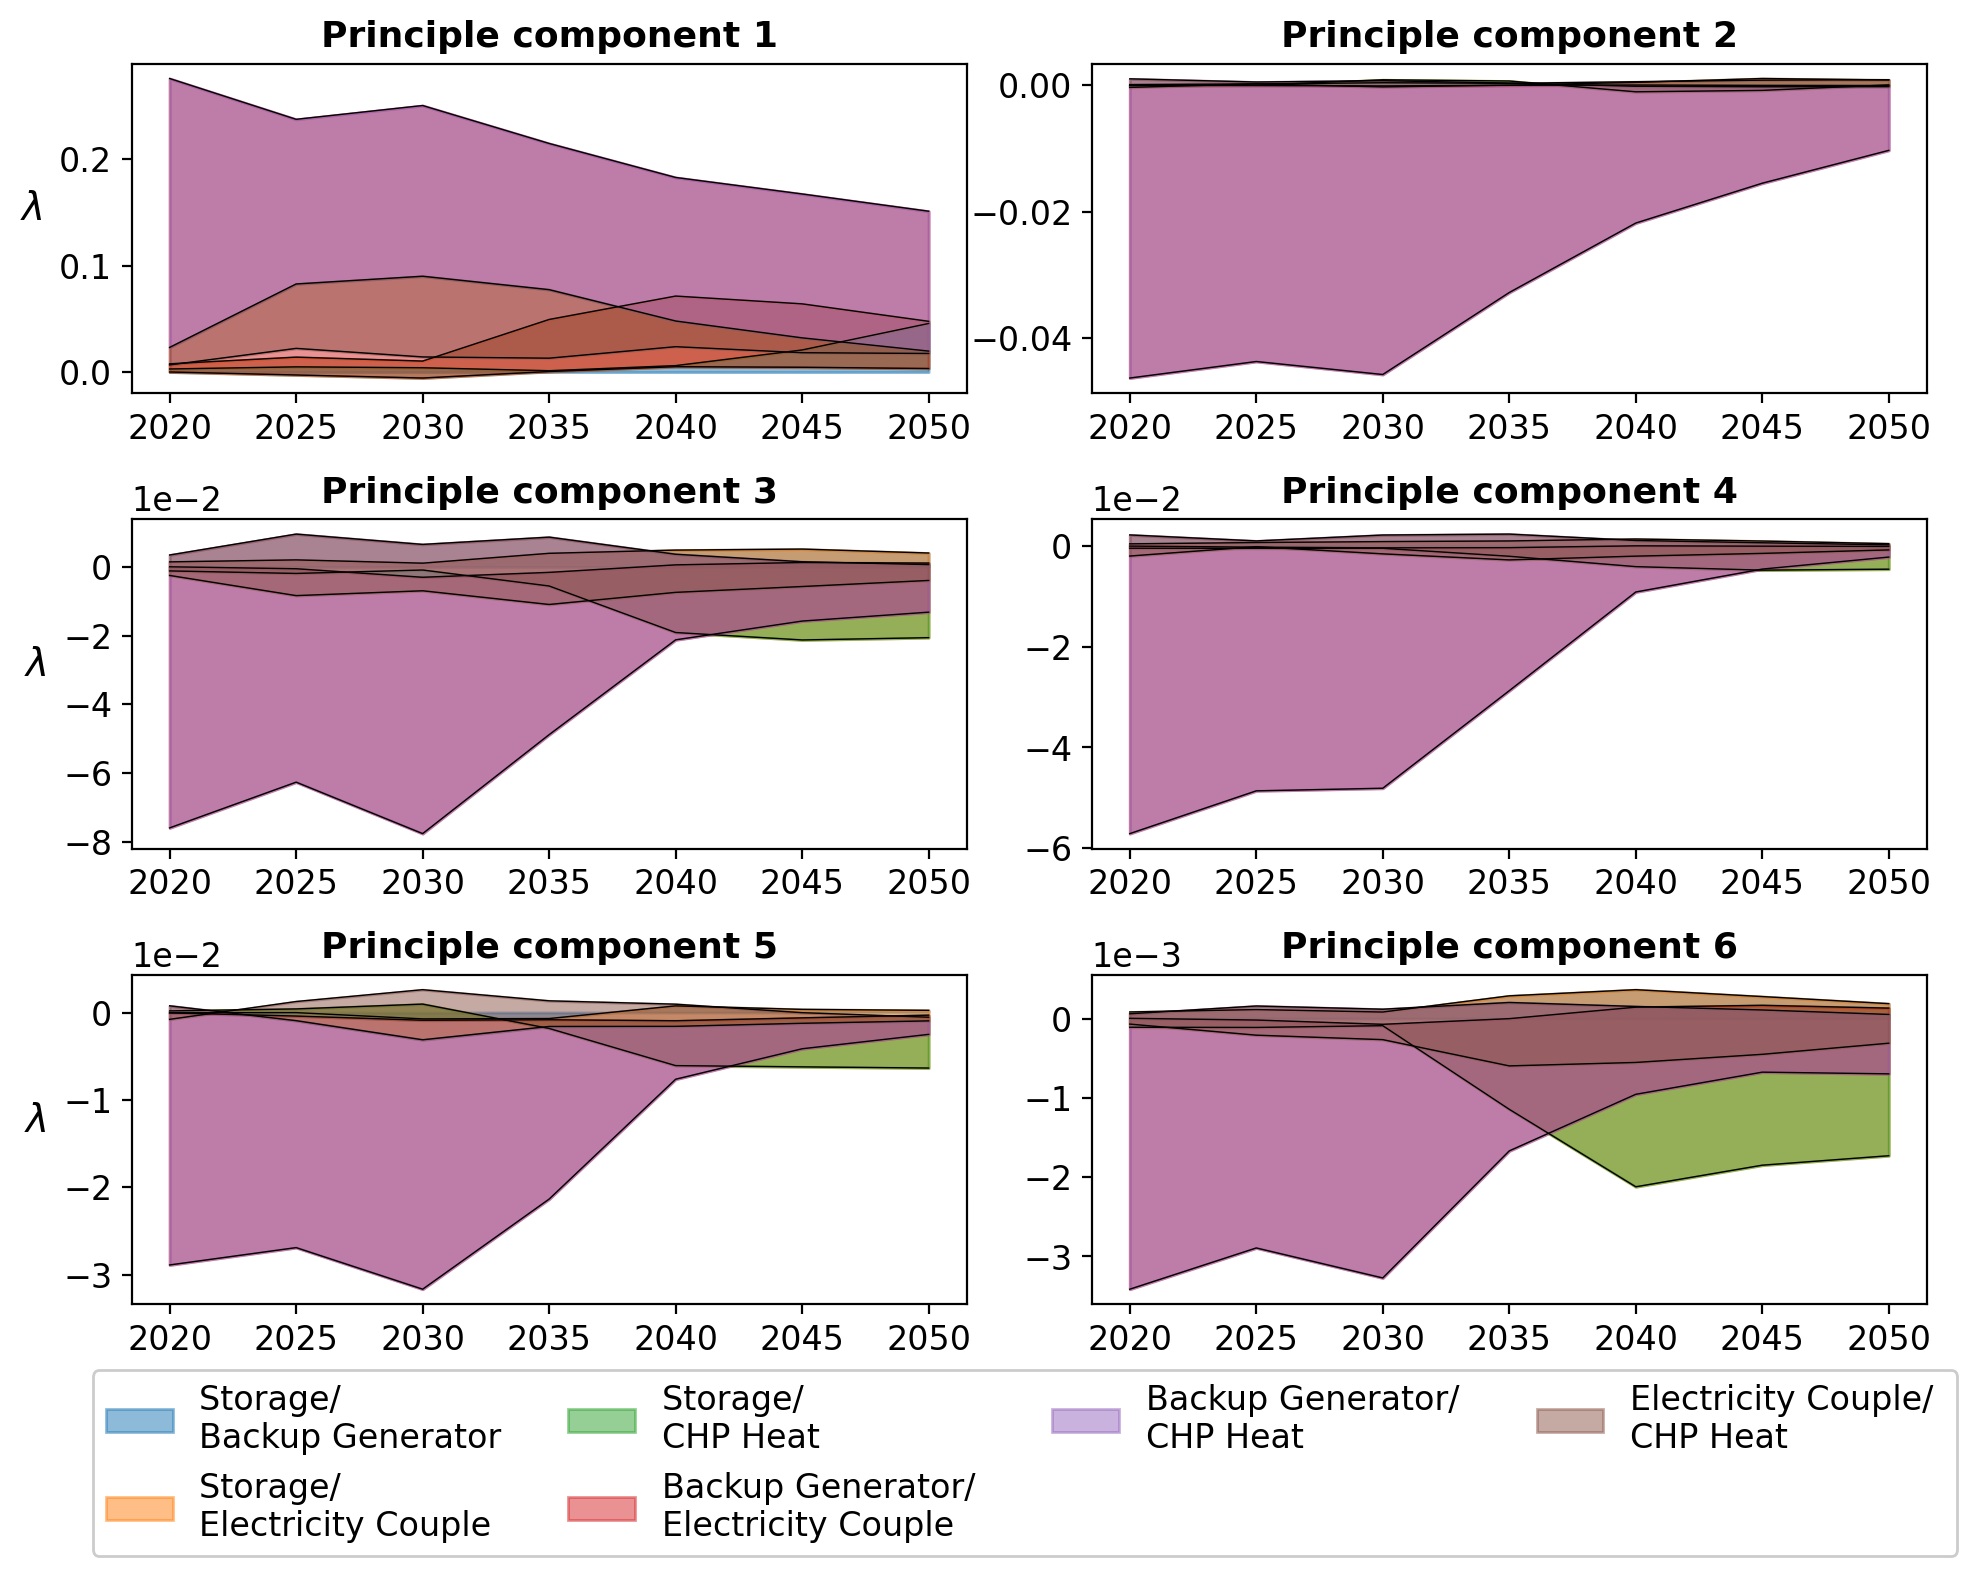 Principle component 1
Principle component 2
λ
0.2
0.1
0.0
2020 2025 2030 2035 2040 2045 2050
0.00
−0.02
−0.04
2020 2025 2030 2035 2040 2045 2050
Principle component 3
Principle component 4
1e−2
λ
0
−2
−4
−6
−8
2020 2025 2030 2035 2040 2045 2050
1e−2
0
−2
−4
−6
2020 2025 2030 2035 2040 2045 2050
Principle component 5
Principle component 6
1e−2
λ
0
−1
−2
−3
2020 2025 2030 2035 2040 2045 2050
1e−3
0
−1
−2
−3
2020 2025 2030 2035 2040 2045 2050
Storage/
Backup Generator
Storage/
Electricity Couple
Storage/
CHP Heat
Backup Generator/
Electricity Couple
Backup Generator/
CHP Heat
Electricity Couple/
CHP Heat